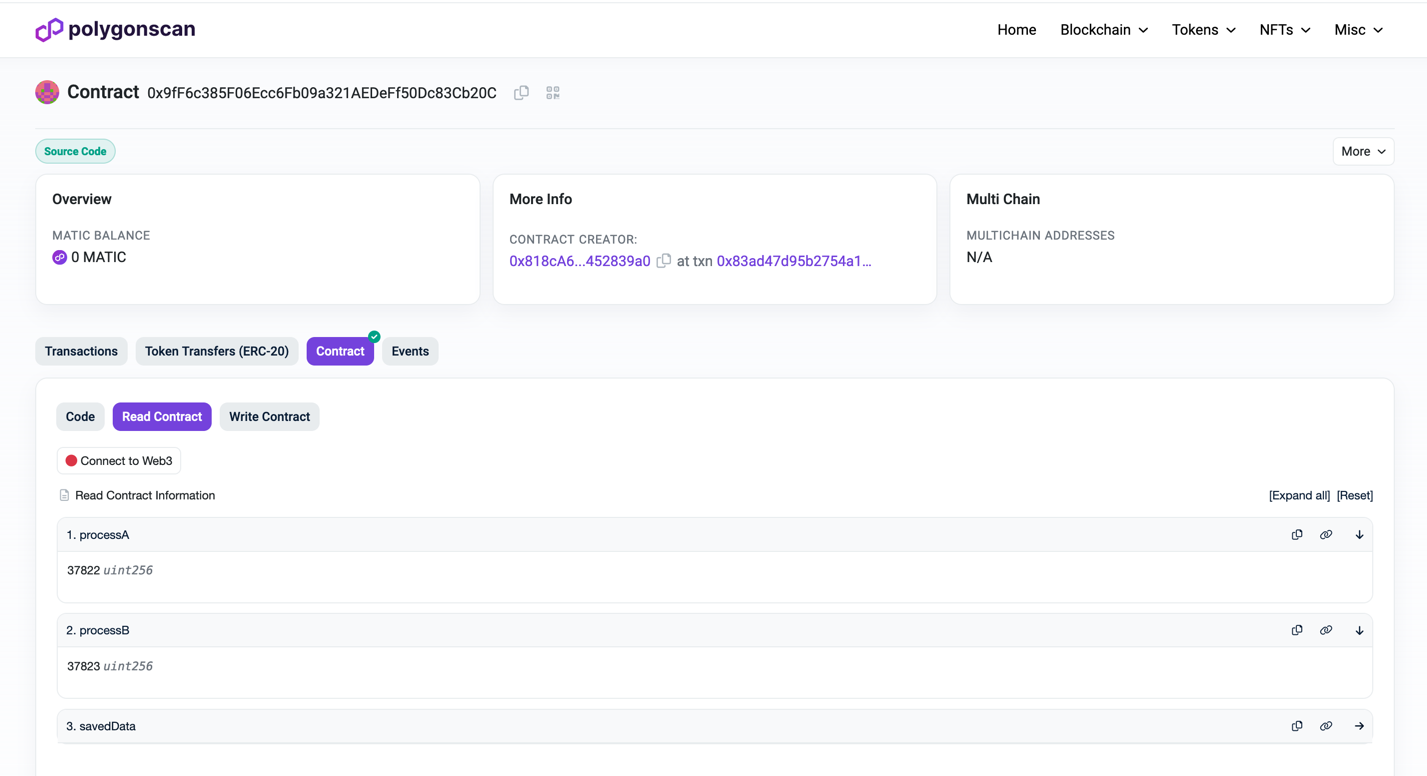 polygonscan
Home Blockchain Tokens NFTs Misc
Contract 0x9fF6c385F06Ecc6Fb09a321AEDeFf50Dc83Cb20C
Source Code
More
Overview
MATIC BALANCE
0 MATIC
More Info
CONTRACT CREATOR:
0x818cA6...452839a0 at txn 0x83ad47d95b2754a1...
Multi Chain
MULTICHAIN ADDRESSES
N/A
Transactions Token Transfers (ERC-20) Contract Events
Code Read Contract Write Contract
Connect to Web3
Read Contract Information [Expand all] [Reset]
1. processA
37822 uint256
2. processB
37823 uint256
3. savedData